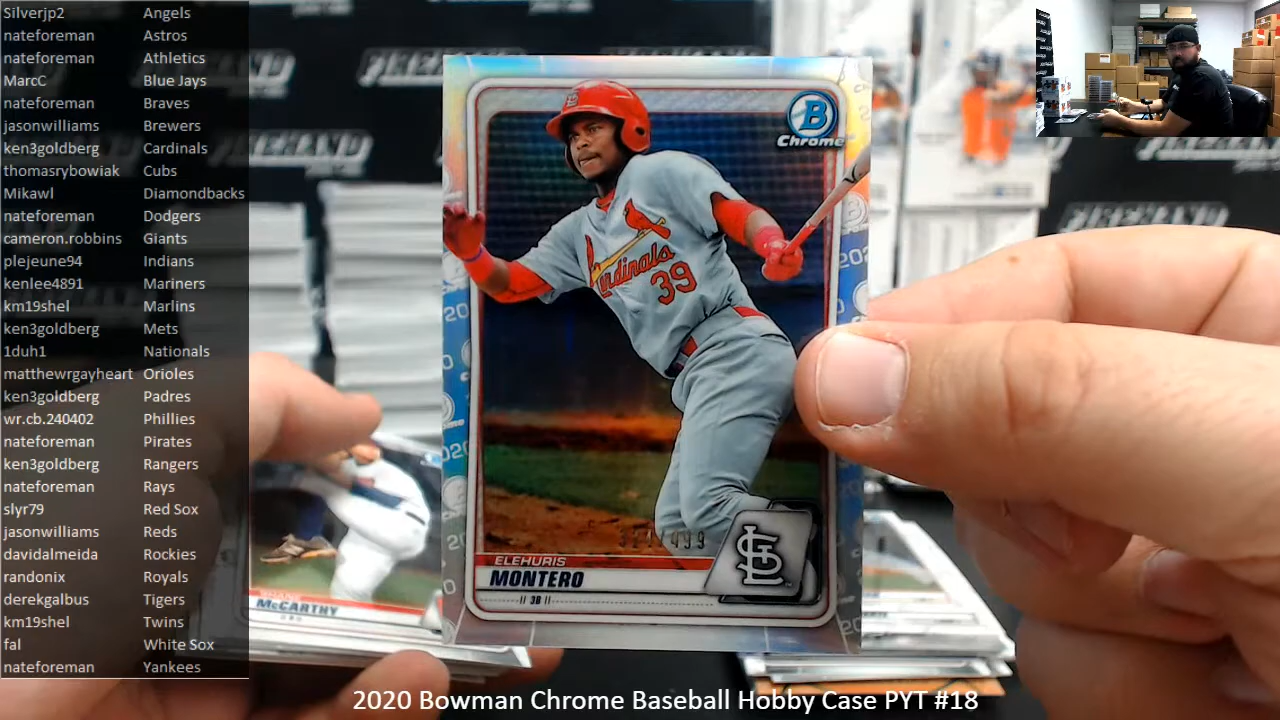 Silverjp2 Angels
nateforeman Astros
nateforeman Athletics
MarcC Blue Jays
nateforeman Braves
jasonwilliams Brewers
ken3goldberg Cardinals
thomasrybowiak Cubs
Mikawl Diamondbacks
nateforeman Dodgers
cameron.robbins Giants
plejeune94 Indians
kenlee4891 Mariners
km19shel Marlins
ken3goldberg Mets
1duh1 Nationals
matthewrgayheart Orioles
ken3goldberg Padres
wr.cb.240402 Phillies
nateforeman Pirates
ken3goldberg Rangers
nateforeman Rays
slyr79 Red Sox
jasonwilliams Reds
davidalmeida Rockies
randonix Royals
derekgalbus Tigers
km19shel Twins
fal White Sox
nateforeman Yankees
B
Chrome
Cardinals
39
ELEHURIS
MONTERO
3B
STL
McCARTHY
2020 Bowman Chrome Baseball Hobby Case PYT #18